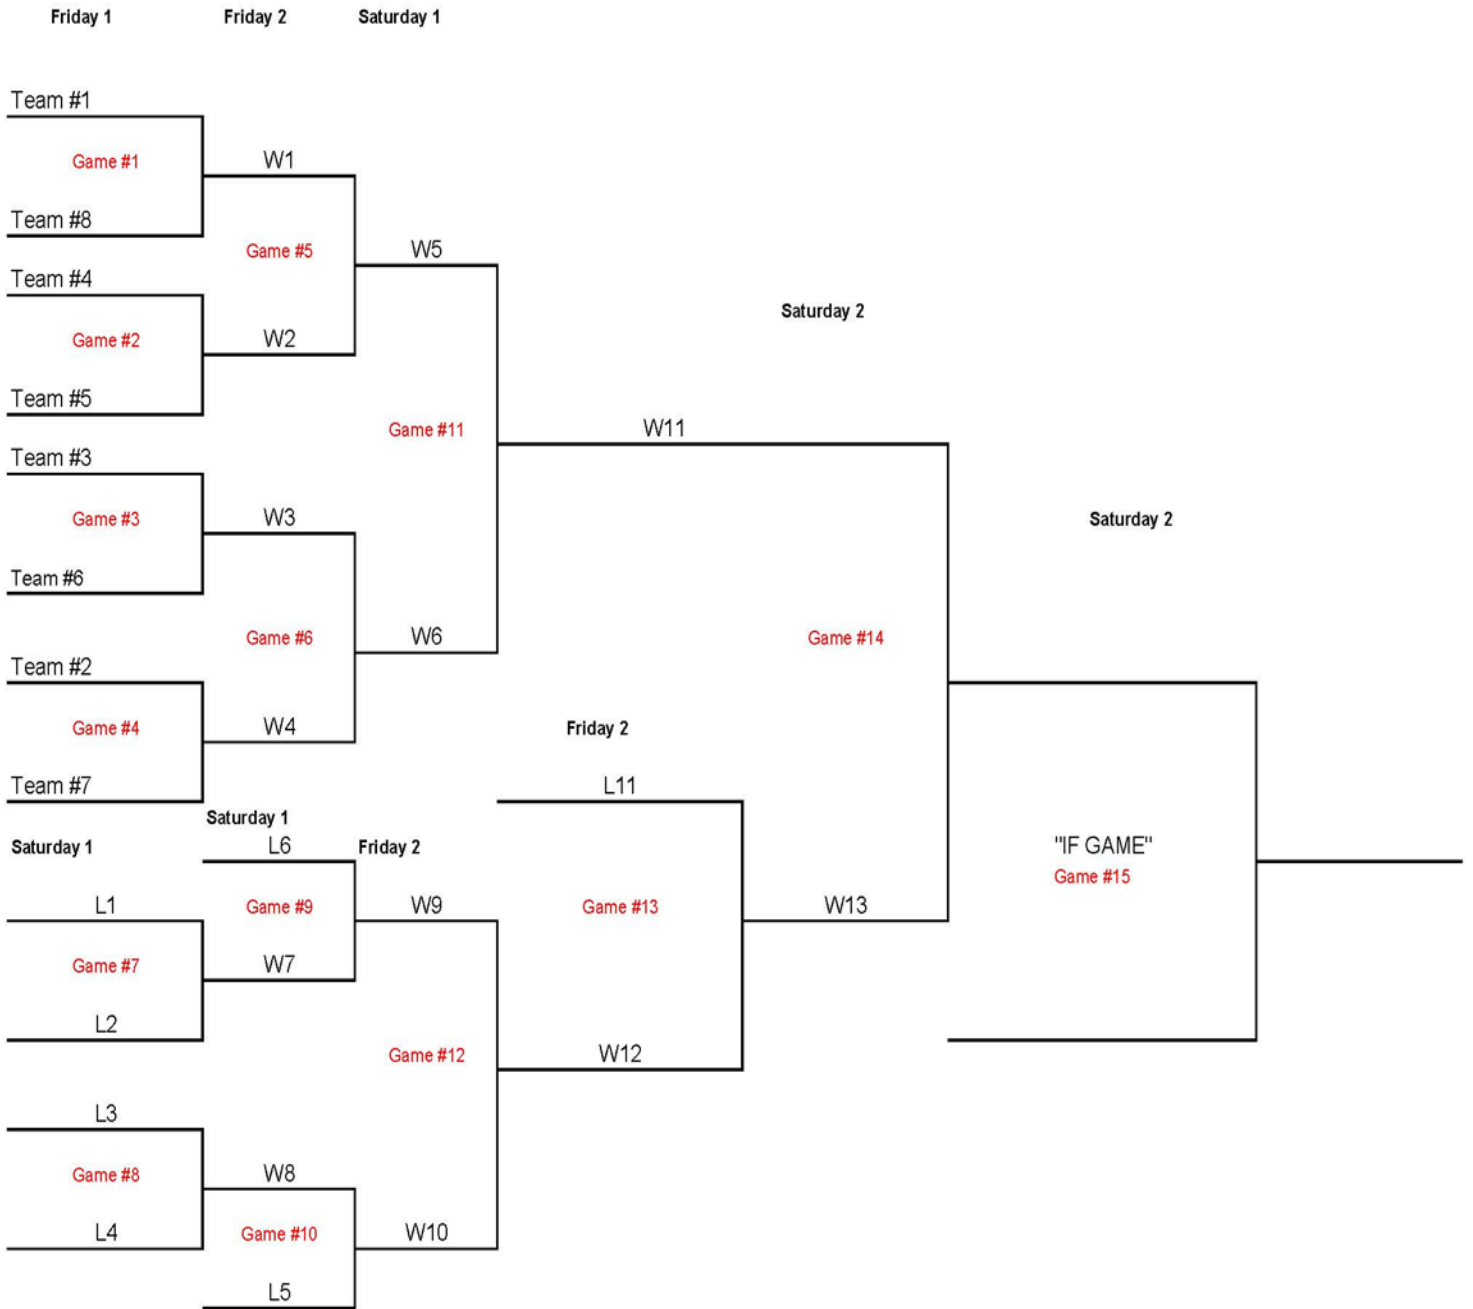 Friday 1
Friday 2
Saturday 1
Team #1
Game #1
W1
Team #8
Game #5
W5
Team #4
Saturday 2
Game #2
W2
Team #5
Game #11
W11
Team #3
Game #3
W3
Saturday 2
Team #6
Game #6
W6
Game #14
Team #2
Game #4
W4
Friday 2
Team #7
L11
Saturday 1
Saturday 1
L6
Friday 2
"IF GAME"
Game #15
L1
Game #9
W9
Game #13
W13
Game #7
W7
L2
Game #12
W12
L3
Game #8
W8
L4
Game #10
W10
L5